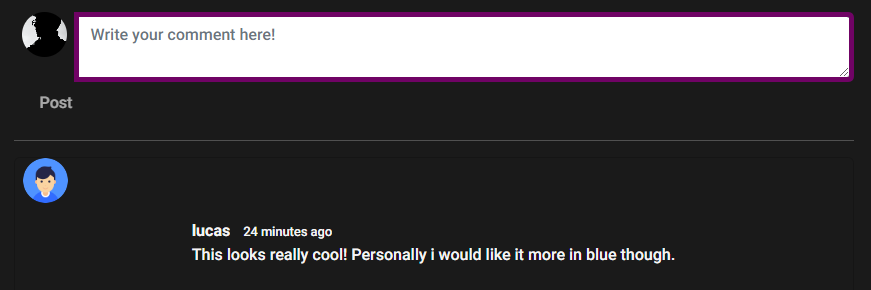 Write your comment here!
Post
lucas 24 minutes ago
This looks really cool! Personally i would like it more in blue though.